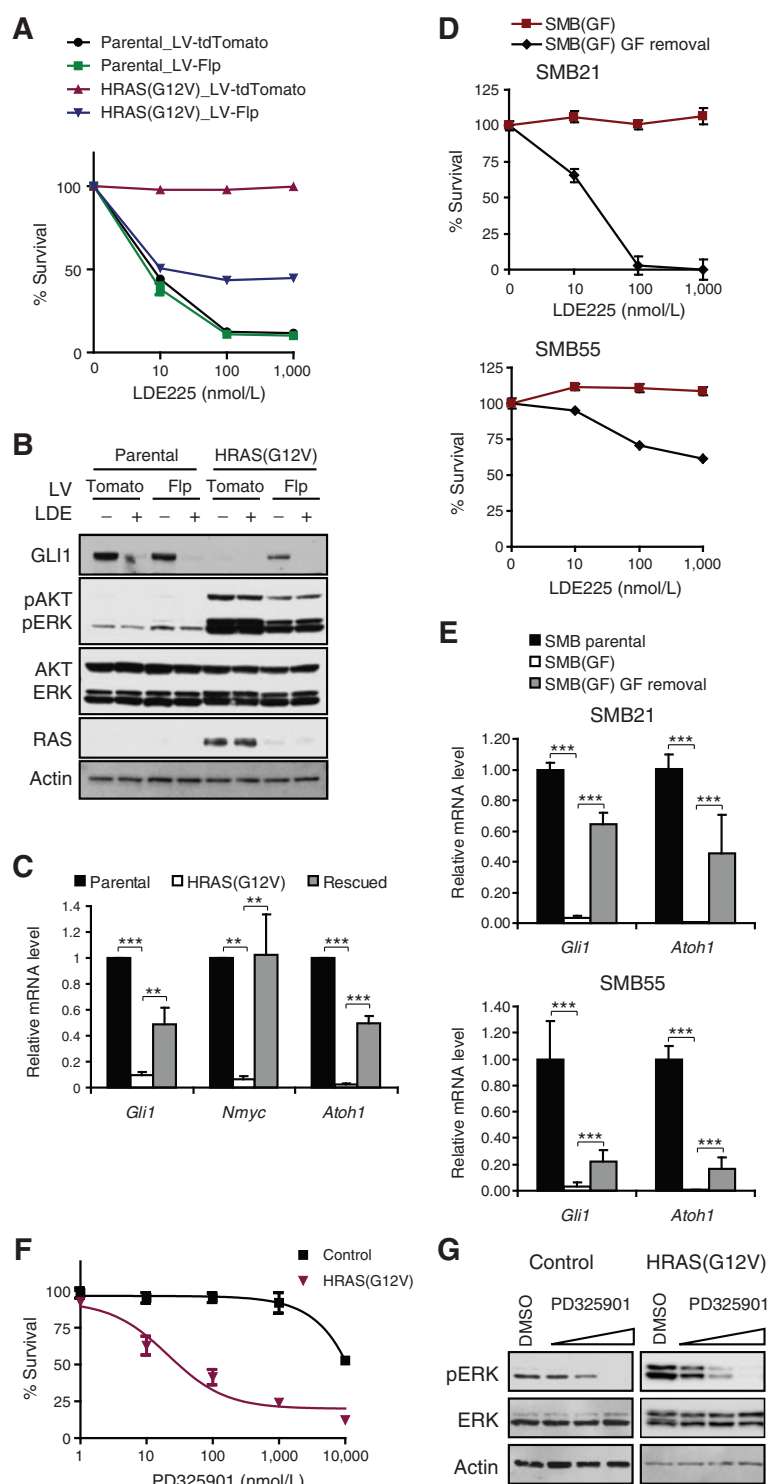 A
Parental_LV-tdTomato
Parental_LV-Flp
HRAS(G12V)_LV-tdTomato
HRAS(G12V)_LV-Flp
% Survival
100
50
0
0 10 100 1,000
LDE225 (nmol/L)
B
Parental HRAS(G12V)
LV Tomato Flp Tomato Flp
LDE − + − + − + − +
GLI1
pAKT
pERK
AKT
ERK
RAS
Actin
C
Parental HRAS(G12V) Rescued
Relative mRNA level
1.4
1.2
1
0.8
0.6
0.4
0.2
0
*** ** ** ** *** ***
Gli1 Nmyc Atoh1
D
SMB(GF)
SMB(GF) GF removal
SMB21
% Survival
125
100
75
50
25
0
0 10 100 1,000
LDE225 (nmol/L)
SMB55
% Survival
125
100
75
50
25
0
0 10 100 1,000
LDE225 (nmol/L)
E
SMB parental
SMB(GF)
SMB(GF) GF removal
SMB21
Relative mRNA level
1.20
1.00
0.80
0.60
0.40
0.20
0.00
*** *** *** ***
Gli1 Atoh1
SMB55
Relative mRNA level
1.40
1.20
1.00
0.80
0.60
0.40
0.20
0.00
*** *** *** ***
Gli1 Atoh1
F
Control
HRAS(G12V)
% Survival
100
75
50
25
0
1 10 100 1,000 10,000
PD325901 (nmol/L)
G
Control HRAS(G12V)
DMSO PD325901 DMSO PD325901
pERK
ERK
Actin